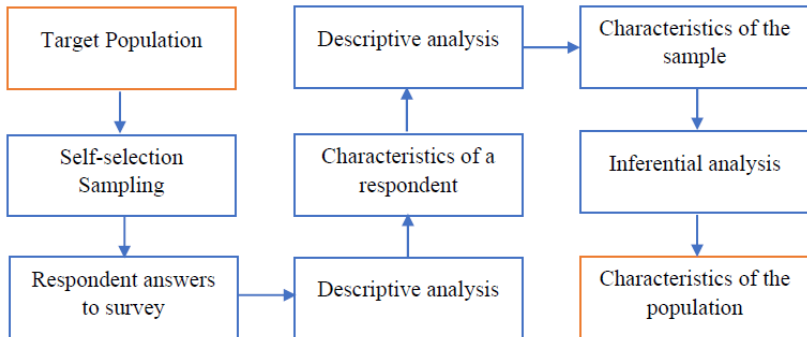 Target Population
Self-selection
Sampling
Respondent answers
to survey
Descriptive analysis
Characteristics of a
respondent
Descriptive analysis
Characteristics of the
sample
Inferential analysis
Characteristics of the
population